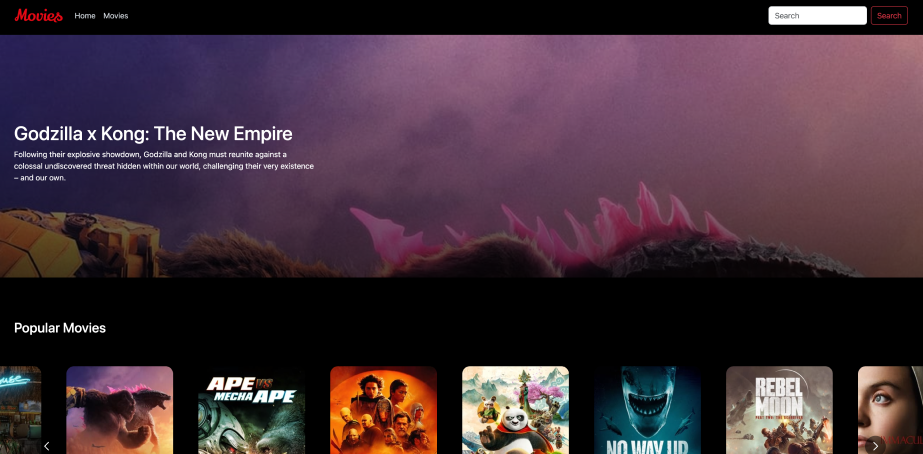 Movies
Home
Movies
Search
Search
Godzilla x Kong: The New Empire
Following their explosive showdown, Godzilla and Kong must reunite against a
colossal undiscovered threat hidden within our world, challenging their very existence
– and our own.
Popular Movies
APE VS
MECHA APE
NO WAY UP
REBEL
MOON